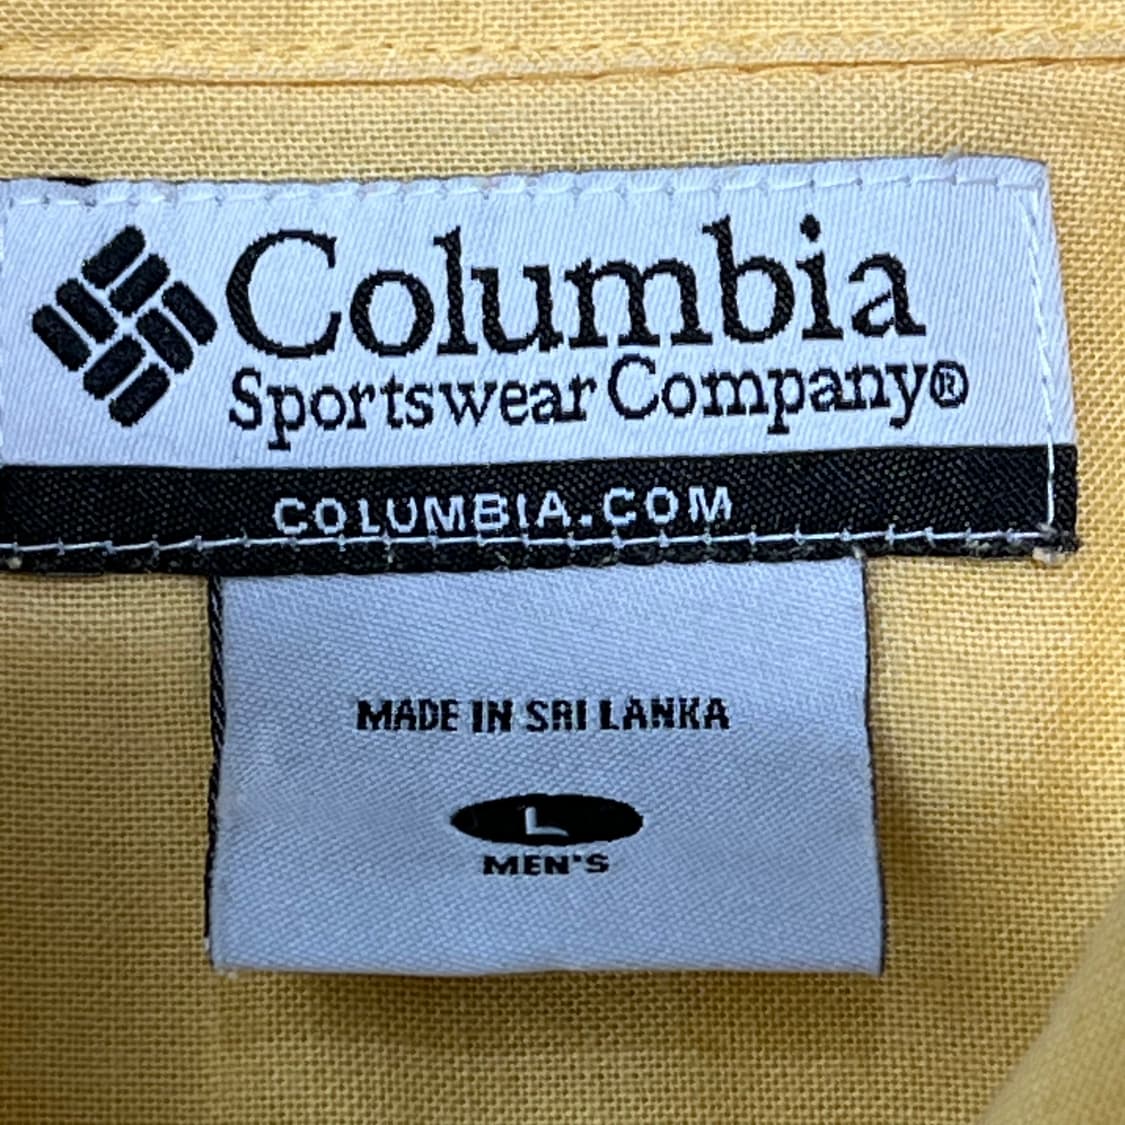 Columbia
Sportswear Company®
COLUMBIA.COM
MADE IN SRI LANKA
L
MEN'S